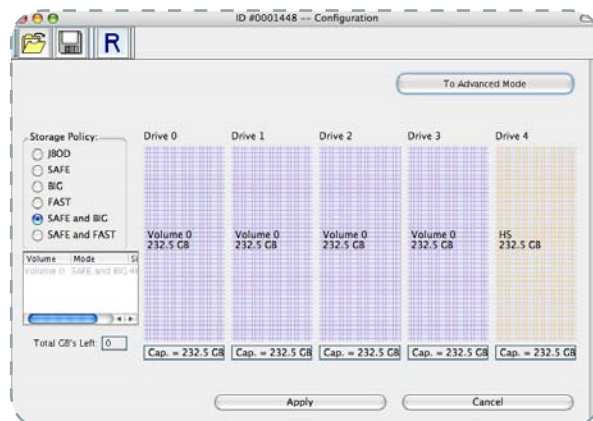 ID #0001448 -- Configuration
R
To Advanced Mode
Storage Policy:
JBOD
SAFE
BIG
FAST
SAFE and BIG
SAFE and FAST
Drive 0 Drive 1 Drive 2 Drive 3 Drive 4
Volume 0 Volume 0 Volume 0 Volume 0 HS
232.5 GB 232.5 GB 232.5 GB 232.5 GB 232.5 GB
Volume Mode Si
Volume 0 SAFE and BIG
Total GB's Left: 0
Cap. = 232.5 GB Cap. = 232.5 GB Cap. = 232.5 GB Cap. = 232.5 GB Cap. = 232.5 GB
Apply Cancel